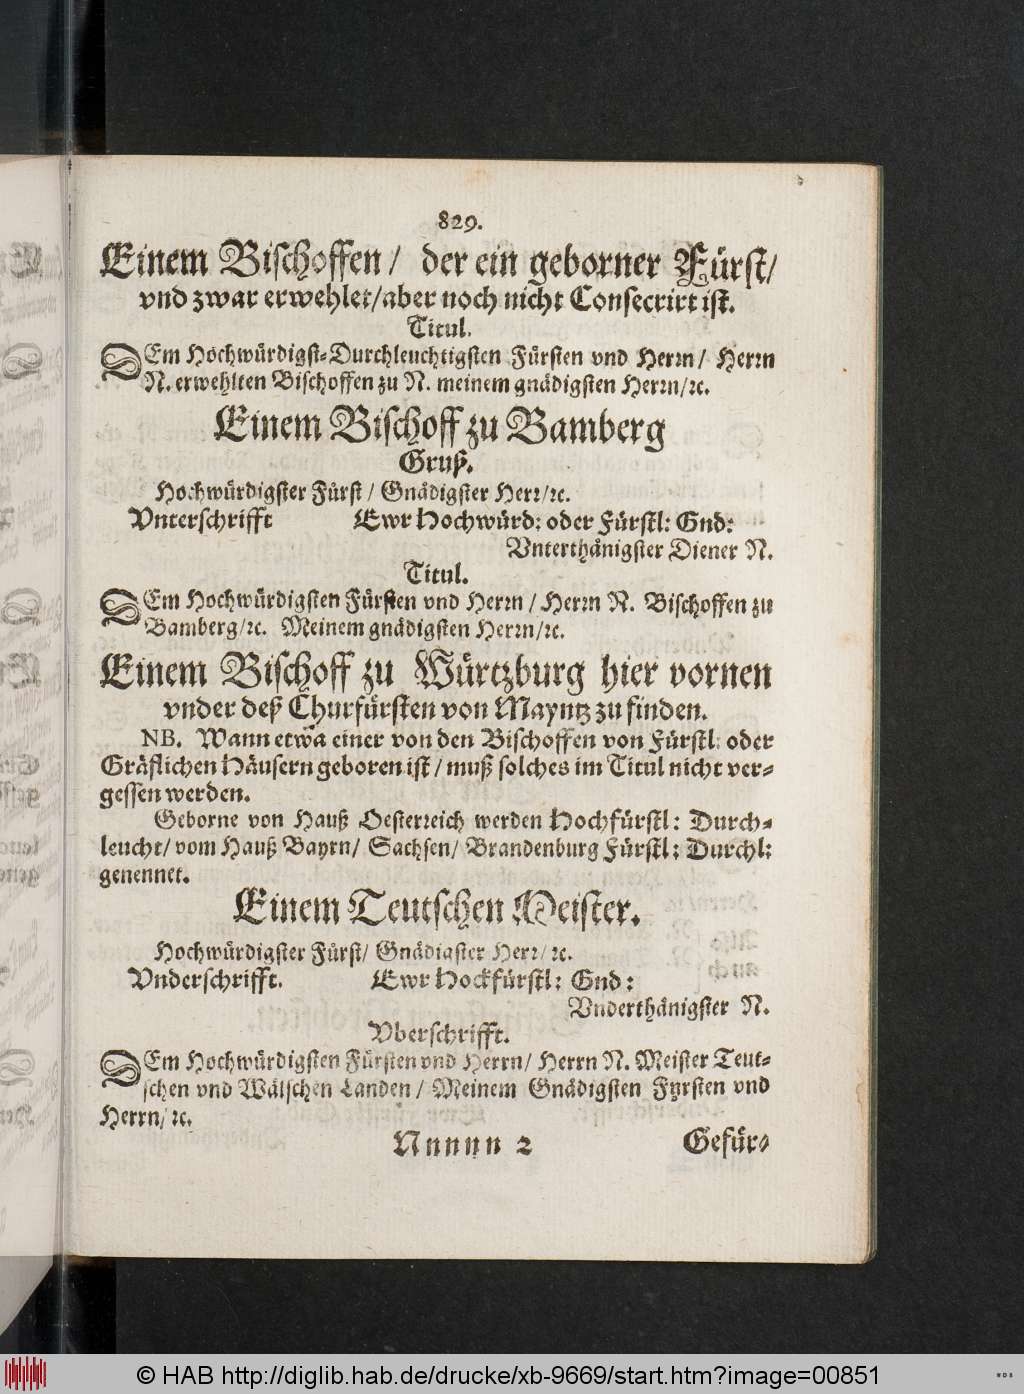 829.
Einem Bischoffen / der ein geborner Fürst /
vnd zwar erwehlet / aber noch nicht Consecrirt ist.
Titul.
DEm Hochwürdigst-Durchleuchtigsten Fürsten vnd Herrn / Herrn
N. erwehlten Bischoffen zu N. meinem gnädigsten Herrn / ꝛc.
Einem Bischoff zu Bamberg
Gruß.
Hochwürdigster Fürst / Gnädigster Herr / ꝛc.
Vnterschrifft Ewr Hochwürd: oder Fürstl: Gnd:
Vnterthänigster Diener N.
Titul.
DEm Hochwürdigsten Fürsten vnd Herrn / Herrn N. Bischoffen zu
Bamberg / ꝛc. Meinem gnädigsten Herrn / ꝛc.
Einem Bischoff zu Würtzburg hier vornen
vnder deß Churfürsten von Mayntz zu finden.
NB. Wann etwa einer von den Bischoffen von Fürstl: oder
Gräflichen Häusern geboren ist / muß solches im Titul nicht ver-
gessen werden.
Geborne von Hauß Oesterreich werden Hochfürstl: Durch-
leucht / vom Hauß Bayrn / Sachsen / Brandenburg Fürstl: Durchl:
genennet.
Einem Teutschen Meister.
Hochwürdigster Fürst / Gnädigster Herr / ꝛc.
Vnderschrifft. Ewr Hockfürstl: Gnd:
Vnderthänigster N.
Vberschrifft.
DEm Hochwürdigsten Fürsten vnd Herrn / Herrn N. Meister Teut-
schen vnd Wälschen Landen / Meinem Gnädigsten Fyrsten vnd
Herrn / ꝛc.
Nnnnn 2 Gefür-
© HAB http://diglib.hab.de/drucke/xb-9669/start.htm?image=00851